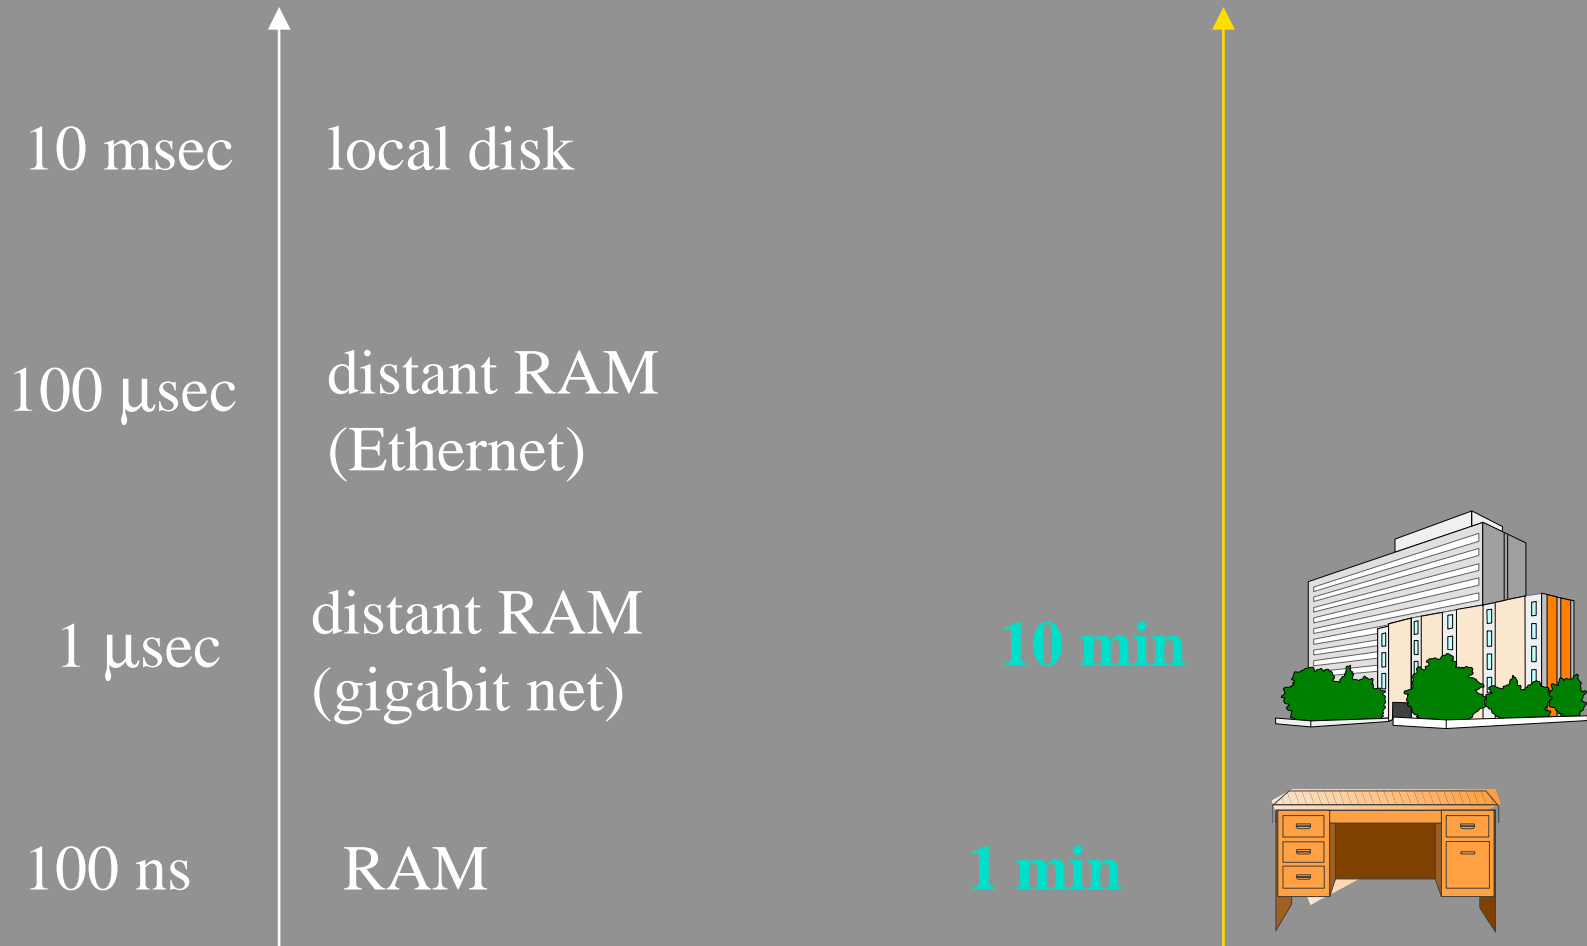 10 msec local disk
100 μsec distant RAM
(Ethernet)
1 μsec distant RAM
(gigabit net)
10 min
100 ns RAM 1 min